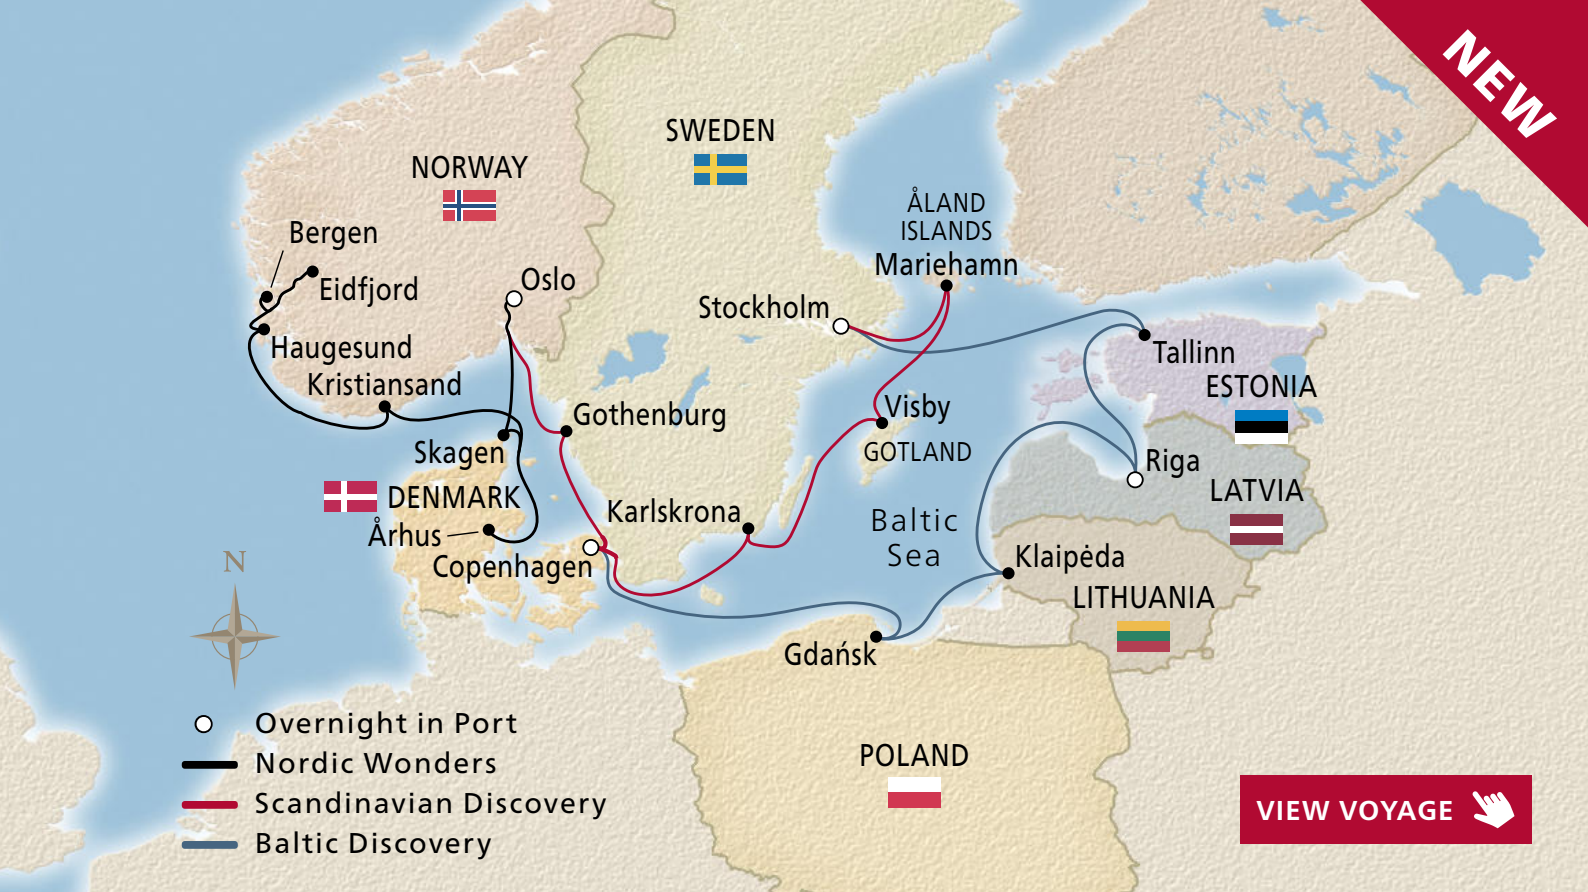 NEW
SWEDEN
NORWAY
ÅLAND
ISLANDS
Mariehamn
Bergen
Eidfjord
Oslo
Stockholm
Haugesund
Kristiansand
Tallinn
ESTONIA
Gothenburg
Visby
GOTLAND
Skagen
Riga
LATVIA
DENMARK
Århus
Karlskrona
Baltic
Sea
Copenhagen
Klaipėda
LITHUANIA
N
Gdańsk
POLAND
Overnight in Port
Nordic Wonders
Scandinavian Discovery
Baltic Discovery
VIEW VOYAGE